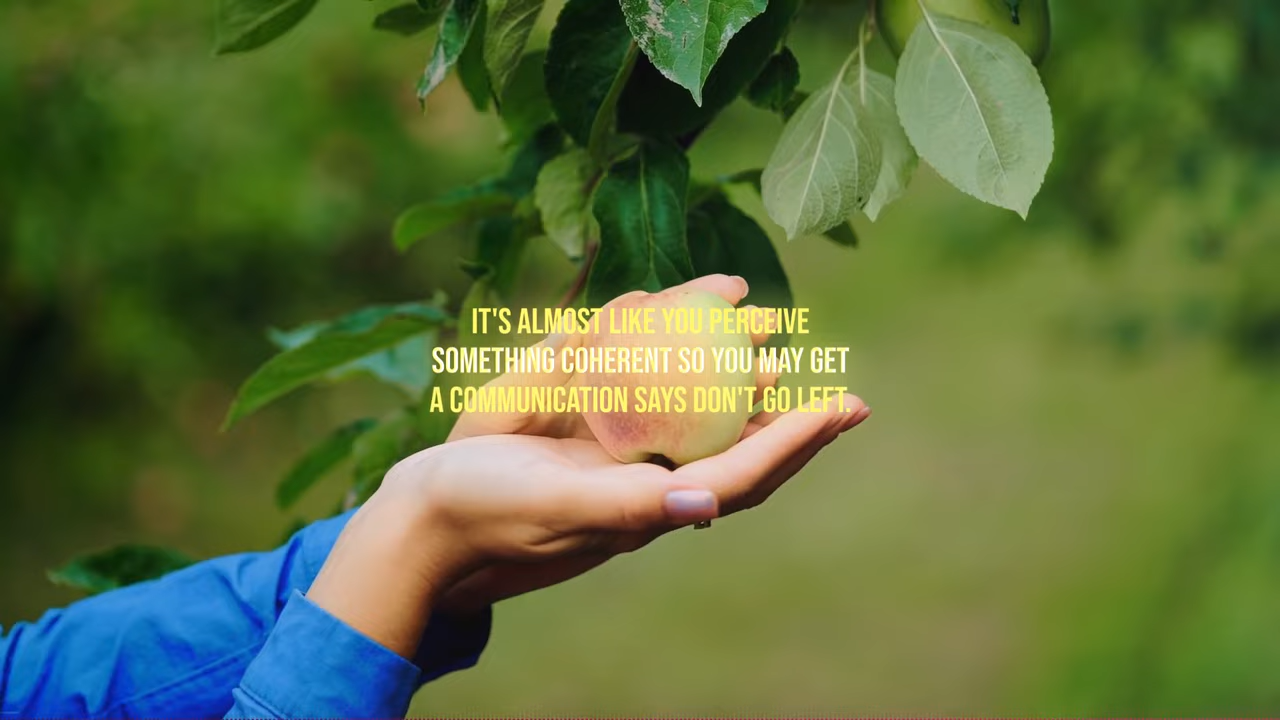 IT'S ALMOST LIKE YOU PERCEIVE
SOMETHING COHERENT SO YOU MAY GET
A COMMUNICATION SAYS DON'T GO LEFT.